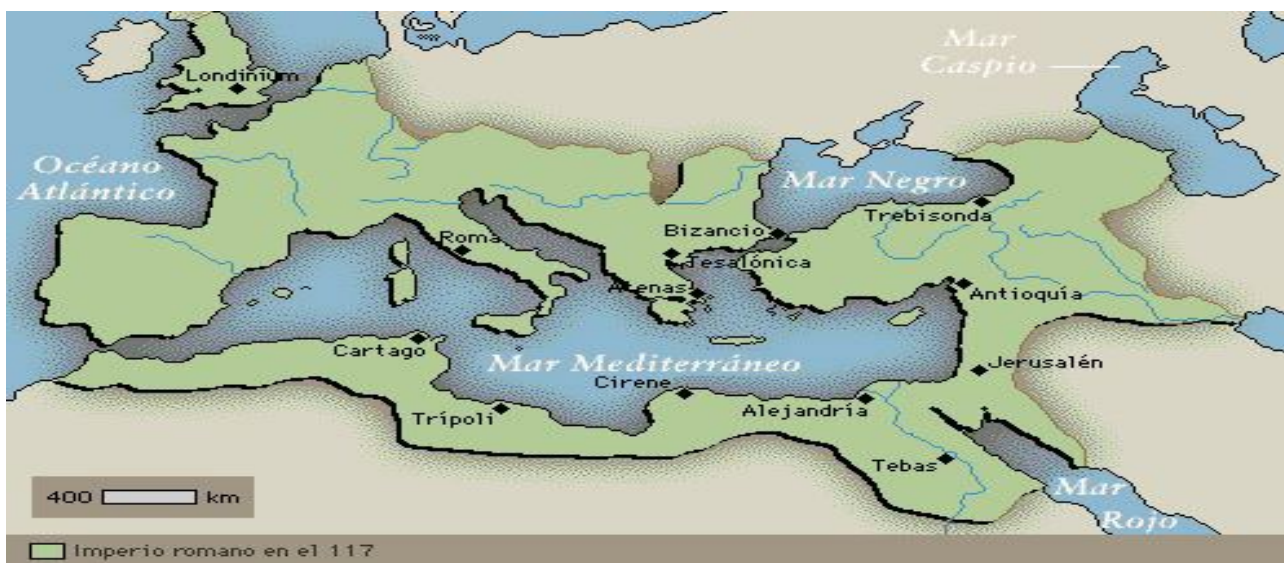 Mar
Caspio
Londinium
Océano
Atlántico
Mar Negro
Trebisonda
Bizancio
Roma
Tesalónica
Atenas
Antioquía
Cartago
Mar Mediterráneo
Jerusalén
Cirene
Trípoli
Alejandría
Tebas
400 km
Mar
Rojo
Imperio romano en el 117